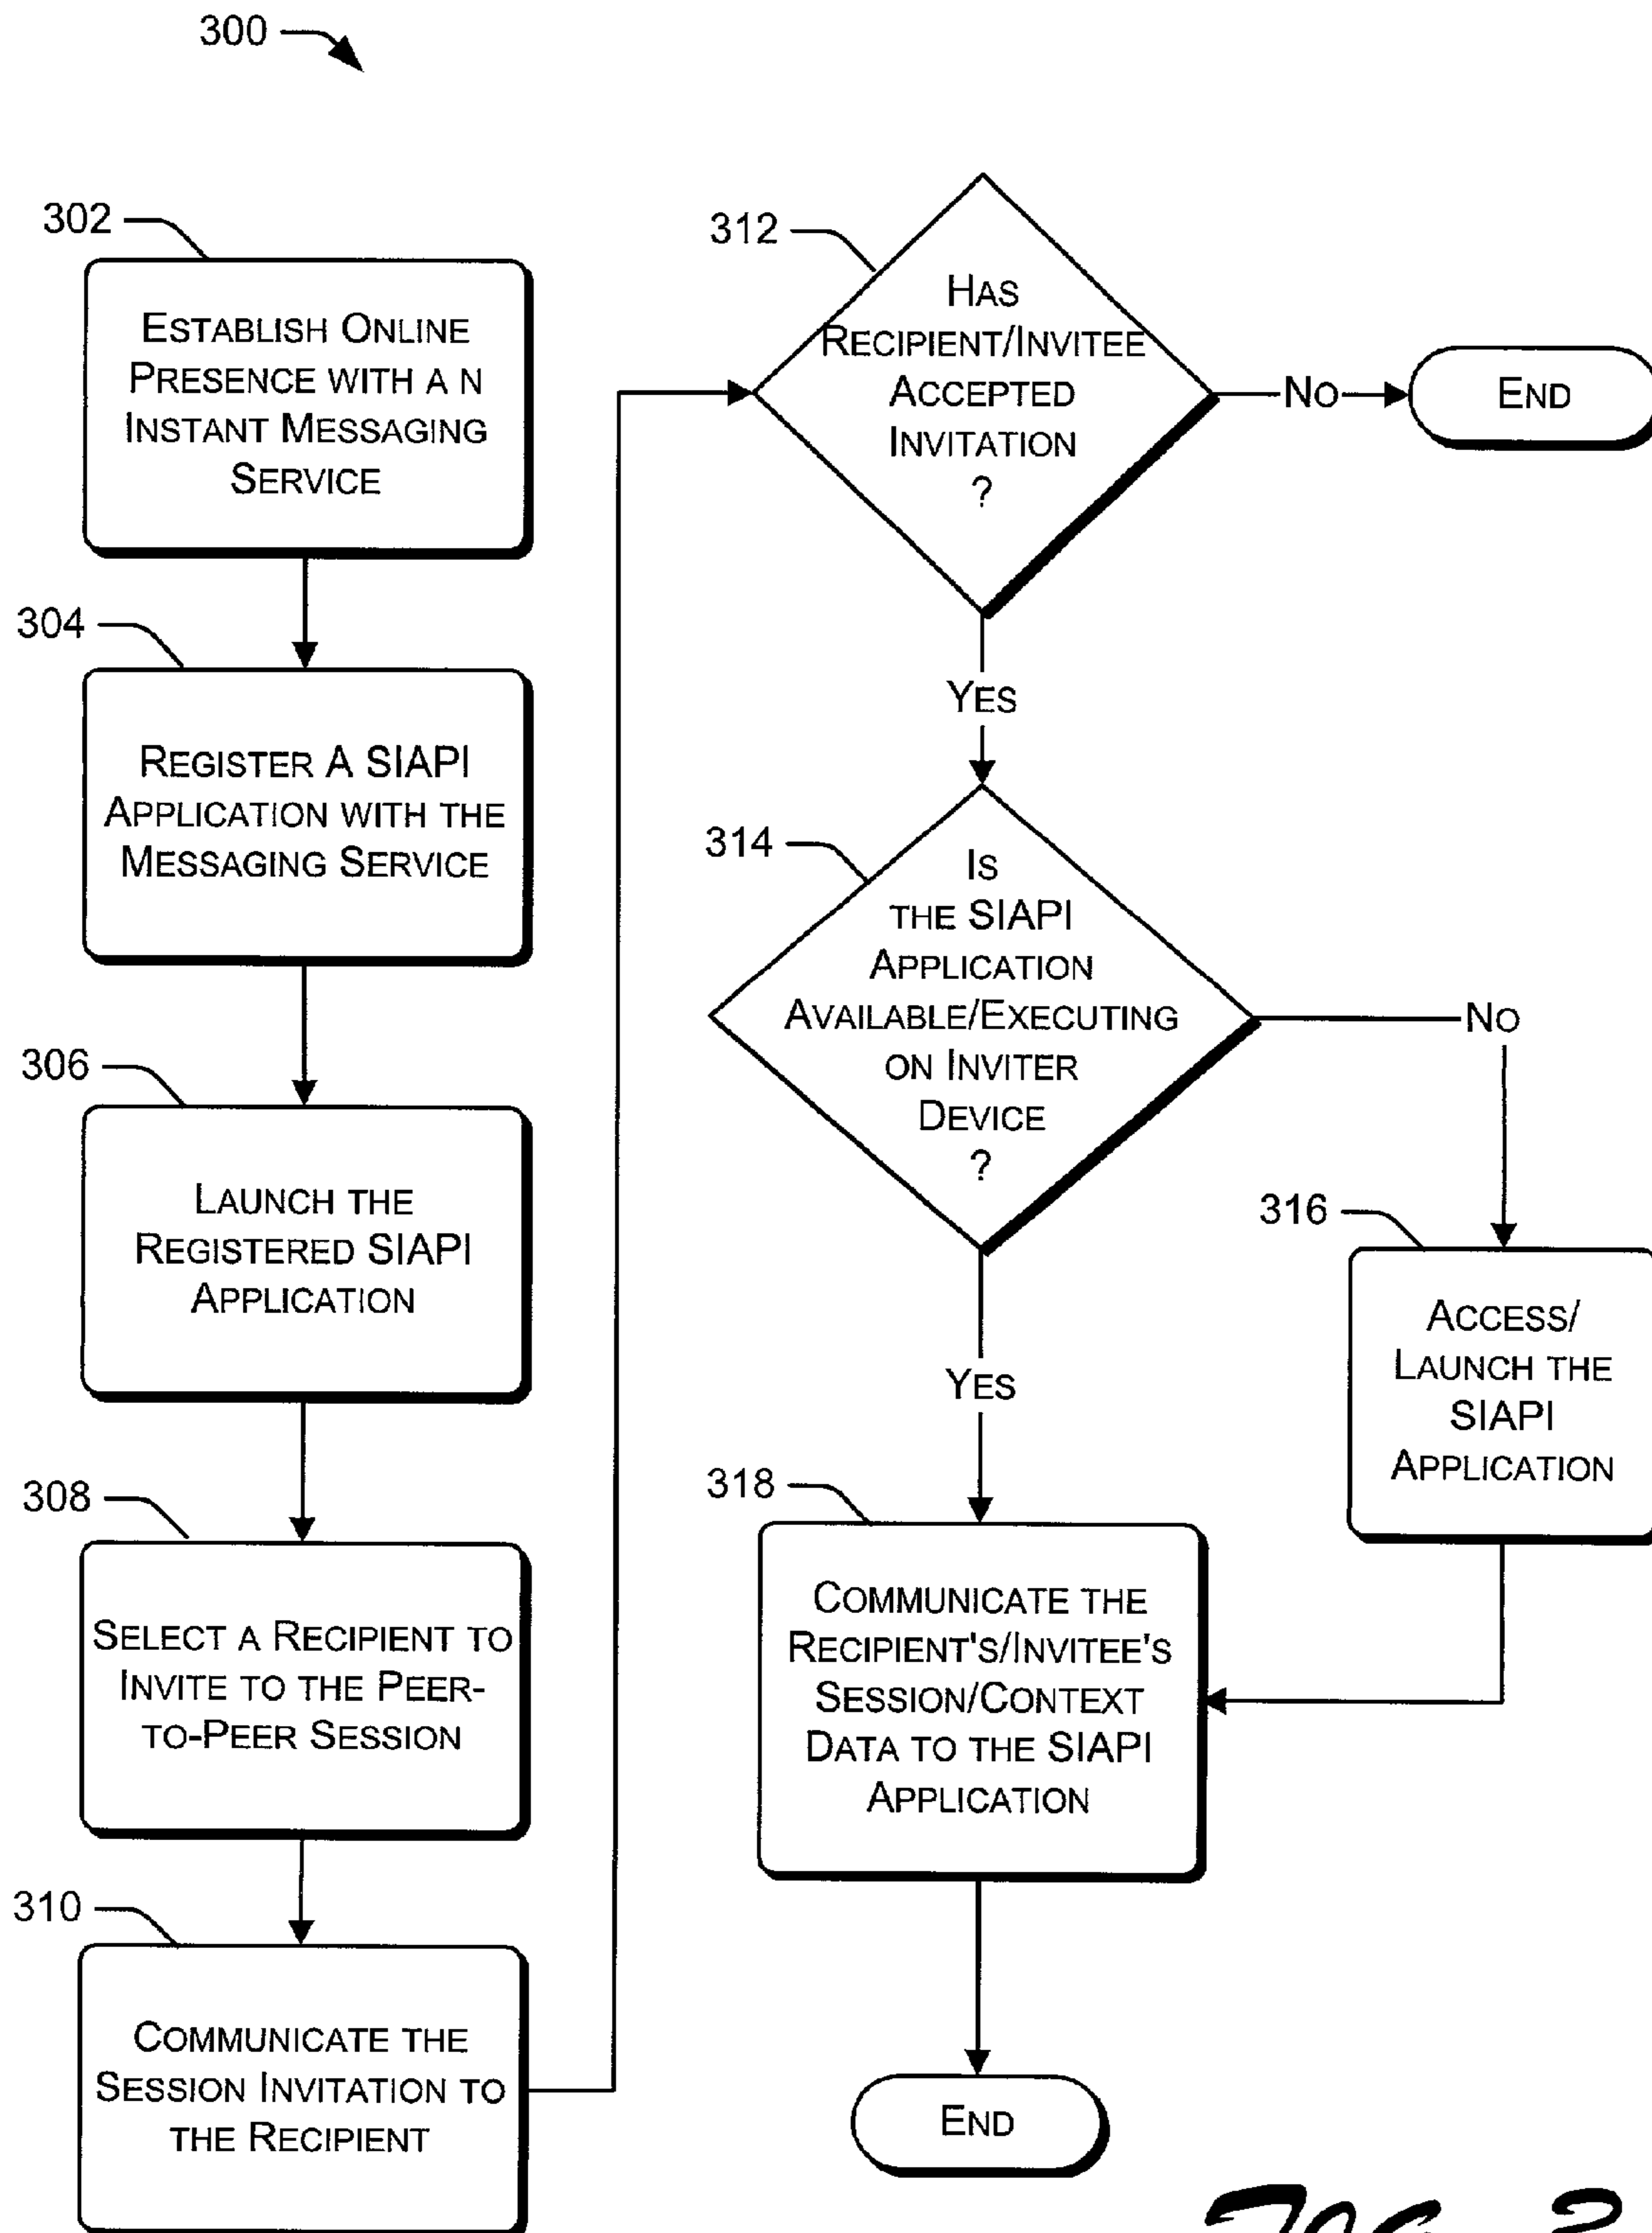 300
302
ESTABLISH ONLINE
PRESENCE WITH A N
INSTANT MESSAGING
SERVICE
304
REGISTER A SIAPI
APPLICATION WITH THE
MESSAGING SERVICE
306
LAUNCH THE
REGISTERED SIAPI
APPLICATION
308
SELECT A RECIPIENT TO
INVITE TO THE PEER-
TO-PEER SESSION
310
COMMUNICATE THE
SESSION INVITATION TO
THE RECIPIENT
312
HAS
RECIPIENT/INVITEE
ACCEPTED
INVITATION
?
NO
END
YES
314
IS
THE SIAPI
APPLICATION
AVAILABLE/EXECUTING
ON INVITER
DEVICE
?
NO
316
ACCESS/
LAUNCH THE
SIAPI
APPLICATION
YES
318
COMMUNICATE THE
RECIPIENT'S/INVITEE'S
SESSION/CONTEXT
DATA TO THE SIAPI
APPLICATION
END